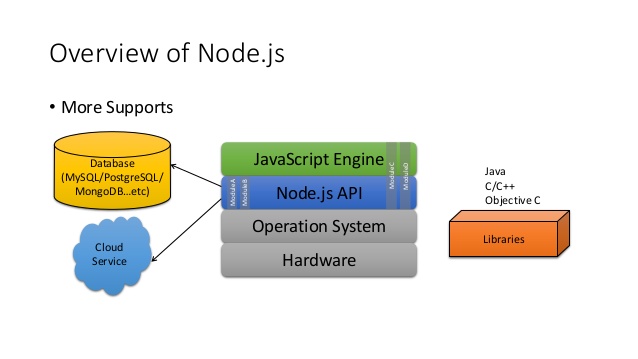 Overview of Node.js
• More Supports
Database
(MySQL/PostgreSQL/
MongoDB...etc)
Cloud
Service
JavaScript Engine
Node.js API
Operation System
Hardware
ModuleA
ModuleB
ModuleC
ModuleD
Java
C/C++
Objective C
Libraries